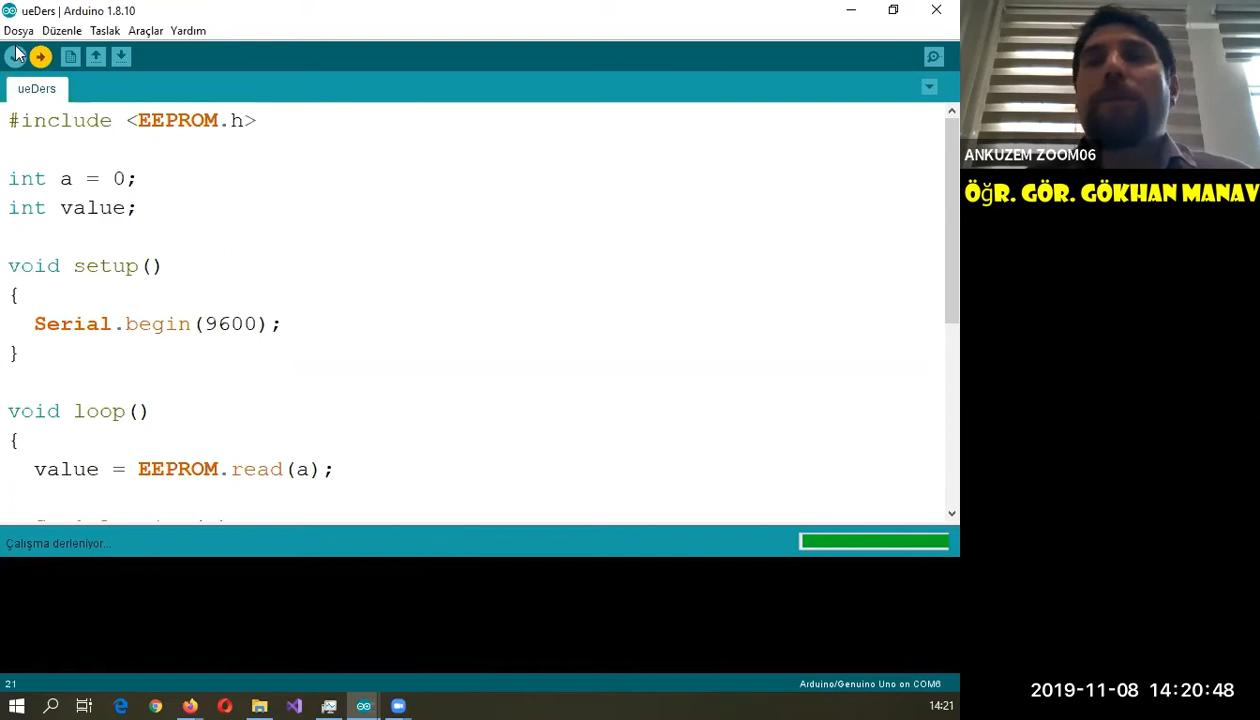 ueDers | Arduino 1.8.10
Dosya Düzenle Taslak Araçlar Yardım
ueDers
#include <EEPROM.h>
int a = 0;
int value;
void setup()
{
Serial.begin(9600);
}
void loop()
{
value = EEPROM.read(a);
Çalışma derleniyor...
21
Arduino/Genuino Uno on COM6
14:21
ANKUZEM ZOOM06
ÖğR. GÖR. GÖKHAN MANAV
2019-11-08 14:20:48